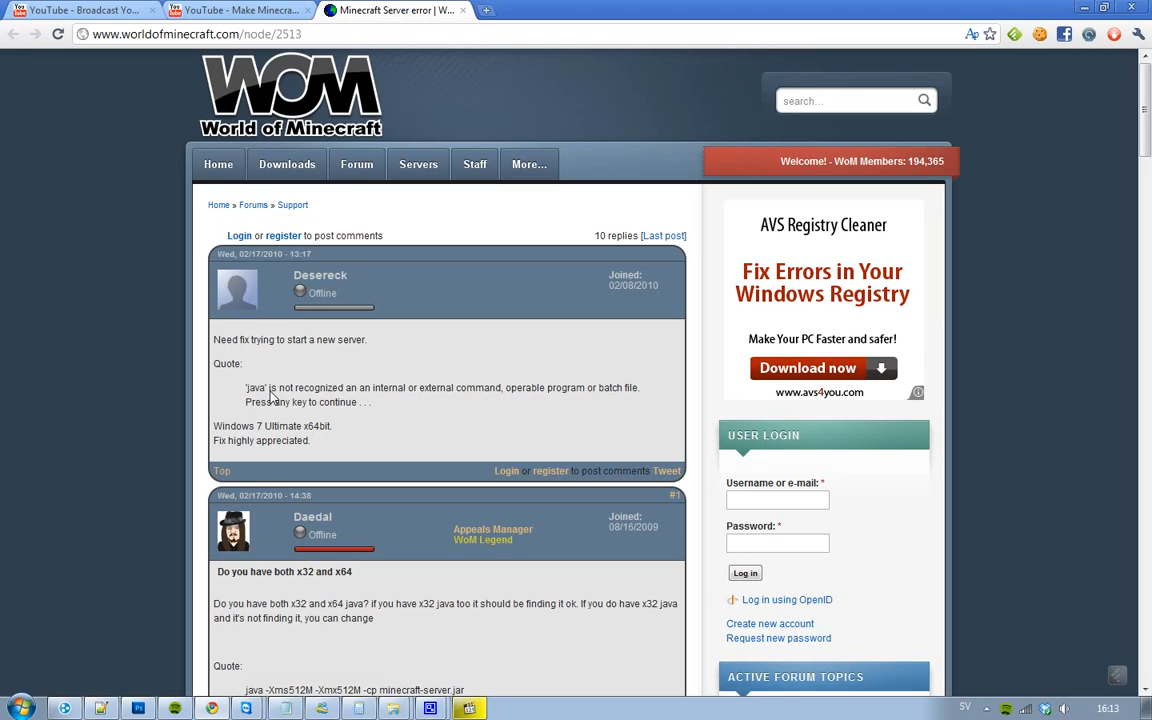 YouTube - Broadcast Yo...
YouTube - Make Minecra...
Minecraft Server error | W...
www.worldofminecraft.com/node/2513
WOM
World of Minecraft
search...
Home
Downloads
Forum
Servers
Staff
More...
Welcome! - WoM Members: 194,365
Home » Forums » Support
Login or register to post comments
10 replies [Last post]
Wed, 02/17/2010 - 13:17
Desereck
Offline
Joined:
02/08/2010
Need fix trying to start a new server.
Quote:
'java' is not recognized an an internal or external command, operable program or batch file.
Press any key to continue . . .
Windows 7 Ultimate x64bit.
Fix highly appreciated.
Top
Login or register to post comments Tweet
Wed, 02/17/2010 - 14:38
#1
Daedal
Offline
Appeals Manager
WoM Legend
Joined:
08/16/2009
Do you have both x32 and x64
Do you have both x32 and x64 java? if you have x32 java too it should be finding it ok. If you do have x32 java
and it's not finding it, you can change
Quote:
java -Xms512M -Xmx512M -cp minecraft-server.jar
AVS Registry Cleaner
Fix Errors in Your
Windows Registry
Make Your PC Faster and safer!
Download now
www.avs4you.com
USER LOGIN
Username or e-mail: *
Password: *
Log in
Log in using OpenID
Create new account
Request new password
ACTIVE FORUM TOPICS
SV
16:13